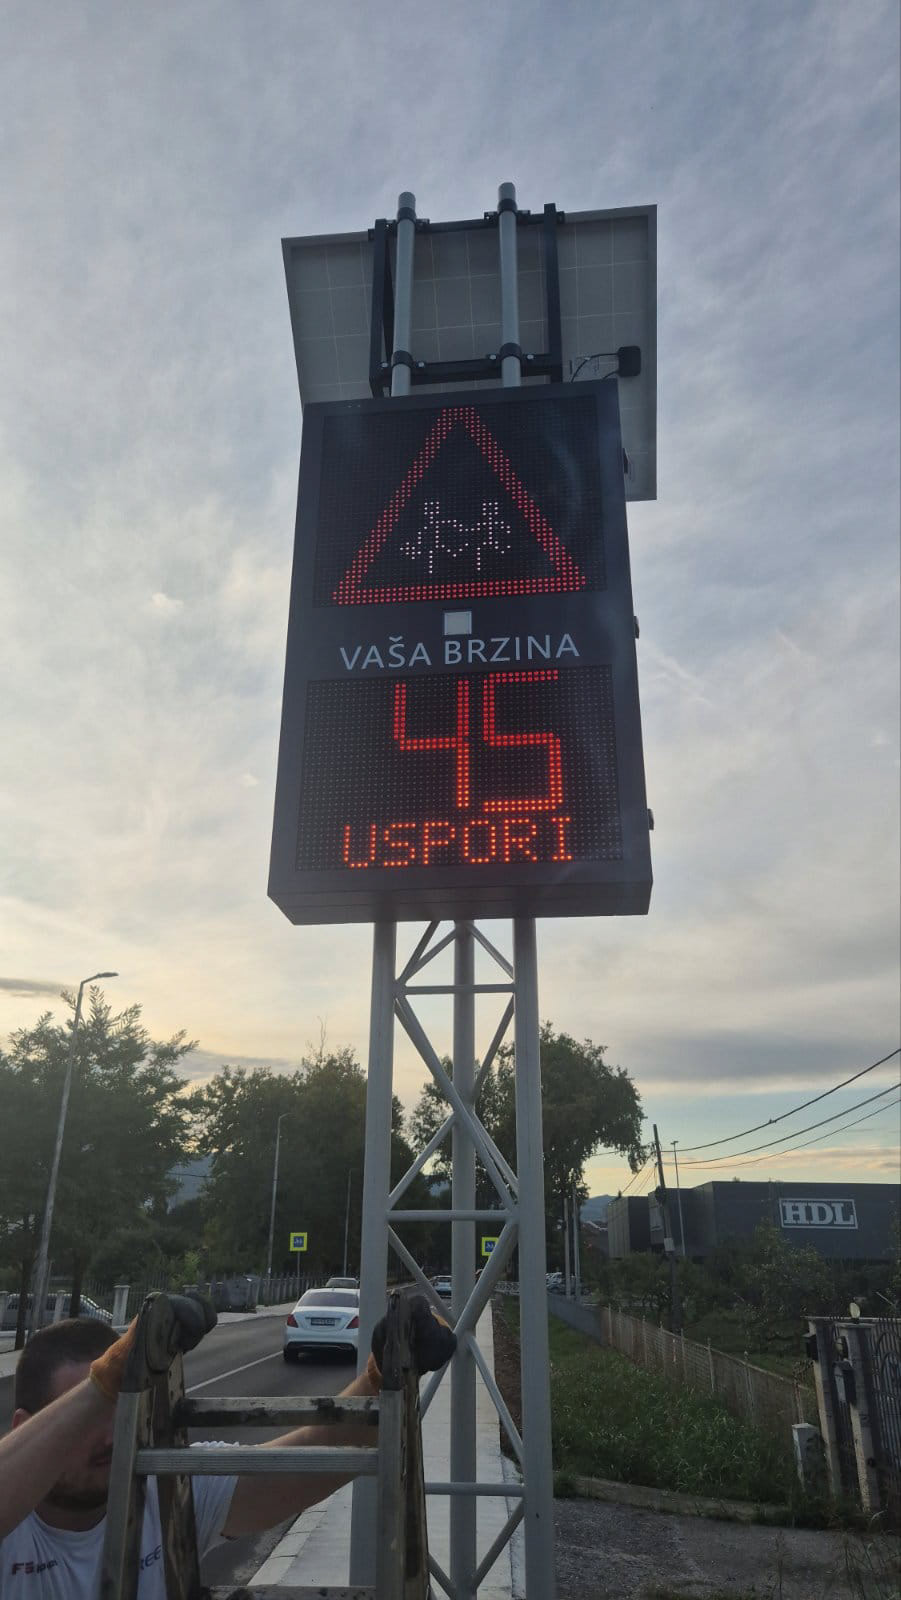 VAŠA BRZINA
45
USPORI
HDL